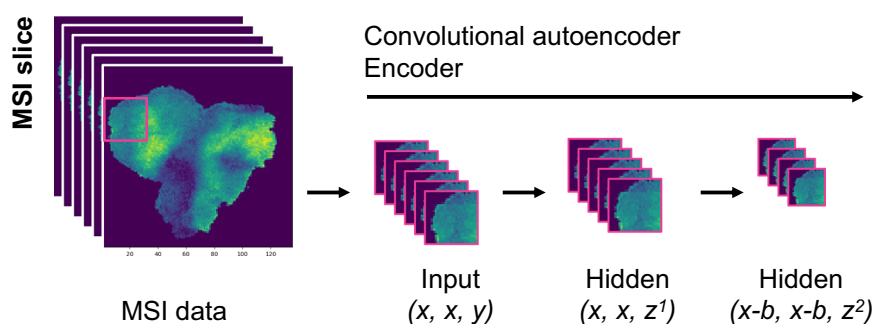 MSI slice
Convolutional autoencoder
Encoder
20 40 60 80 100 120
MSI data
Input
(x, x, y)
Hidden
(x, x, z¹)
Hidden
(x-b, x-b, z²)